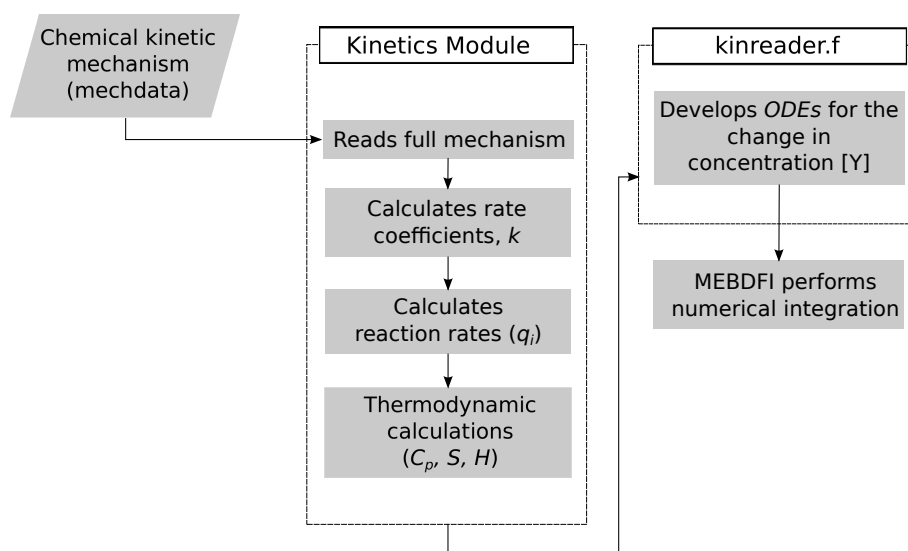 Chemical kinetic
mechanism
(mechdata)
Kinetics Module
Reads full mechanism
Calculates rate
coefficients, k
Calculates
reaction rates (qi)
Thermodynamic
calculations
(Cp, S, H)
kinreader.f
Develops ODEs for the
change in
concentration [Y]
MEBDFI performs
numerical integration